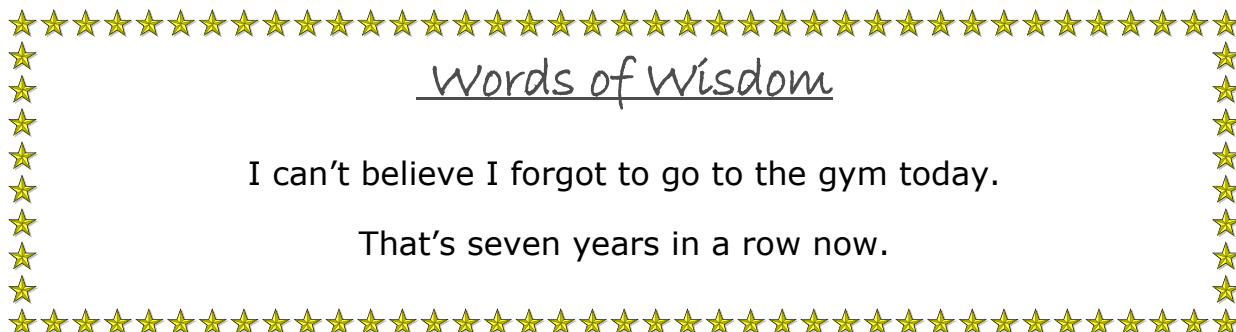 Words of Wisdom
I can’t believe I forgot to go to the gym today.
That’s seven years in a row now.